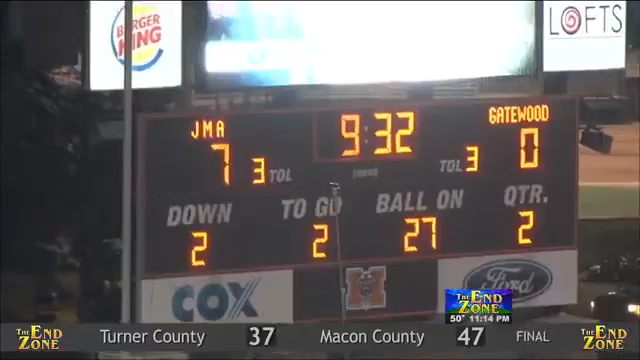 BURGER
KING
LOFTS
JMA 9:32 GATEWOOD
7 3 TOL TOL 3 0
DOWN TO GO BALL ON QTR.
2 2 27 2
COX H Ford
THE END
ZONE
50° 11:14 PM
THE END ZONE Turner County 37 Macon County 47 FINAL THE END ZONE